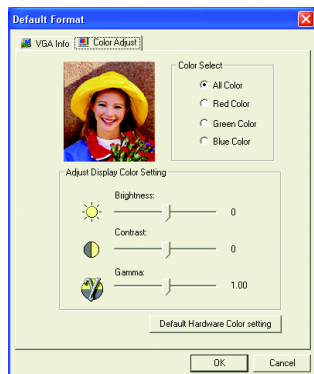 Default Format
VGA Info
Color Adjust
Color Select
All Color
Red Color
Green Color
Blue Color
Adjust Display Color Setting
Brightness:
0
Contrast:
0
Gamma:
1.00
Default Hardware Color setting
OK
Cancel